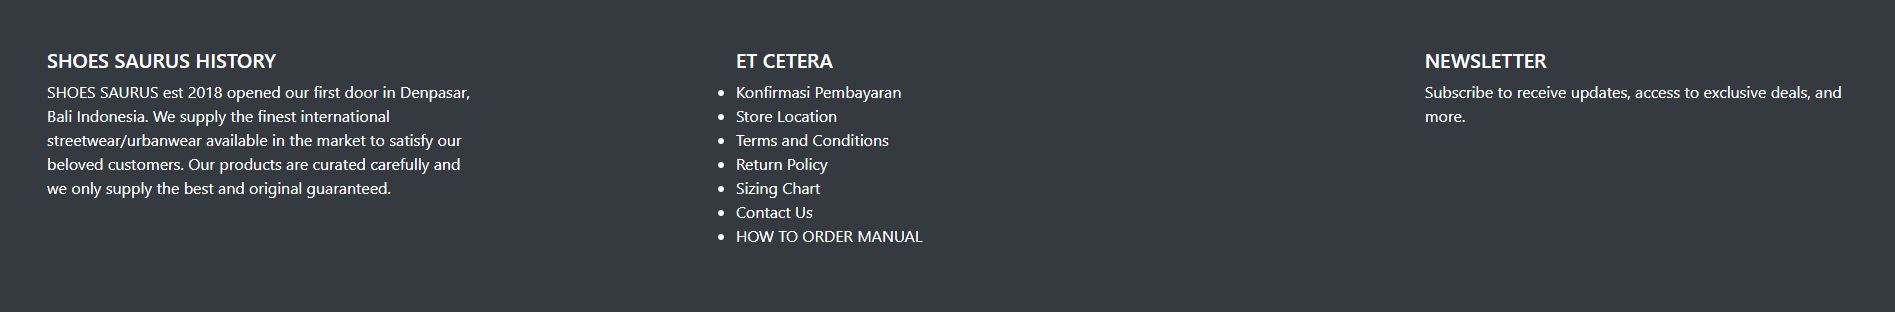 SHOES SAURUS HISTORY
SHOES SAURUS est 2018 opened our first door in Denpasar,
Bali Indonesia. We supply the finest international
streetwear/urbanwear available in the market to satisfy our
beloved customers. Our products are curated carefully and
we only supply the best and original guaranteed.
ET CETERA
Konfirmasi Pembayaran
Store Location
Terms and Conditions
Return Policy
Sizing Chart
Contact Us
HOW TO ORDER MANUAL
NEWSLETTER
Subscribe to receive updates, access to exclusive deals, and
more.